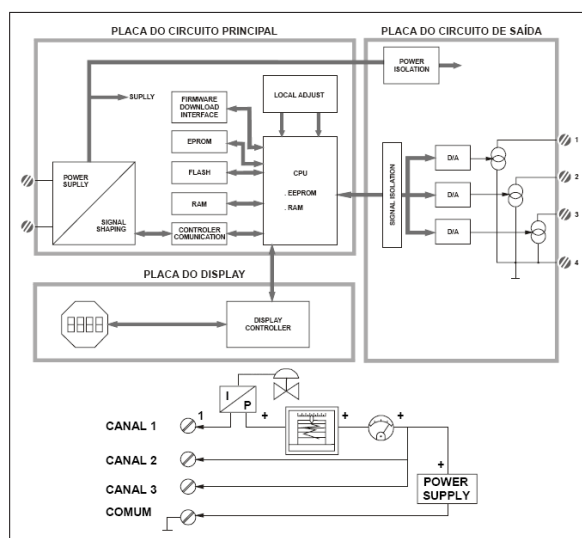 PLACA DO CIRCUITO PRINCIPAL
PLACA DO CIRCUITO DE SAÍDA
POWER
ISOLATION
SUPLLY
FIRMWARE
DOWNLOAD
INTERFACE
LOCAL ADJUST
EPROM
FLASH
RAM
CONTROLER
COMUNICATION
CPU
. EEPROM
. RAM
POWER
SUPLLY
SIGNAL
SHAPING
SIGNAL ISOLATION
D/A
D/A
D/A
1
2
3
4
PLACA DO DISPLAY
DISPLAY
CONTROLLER
I
P
CANAL 1
1
+
+
+
CANAL 2
CANAL 3
+
POWER
SUPPLY
COMUM